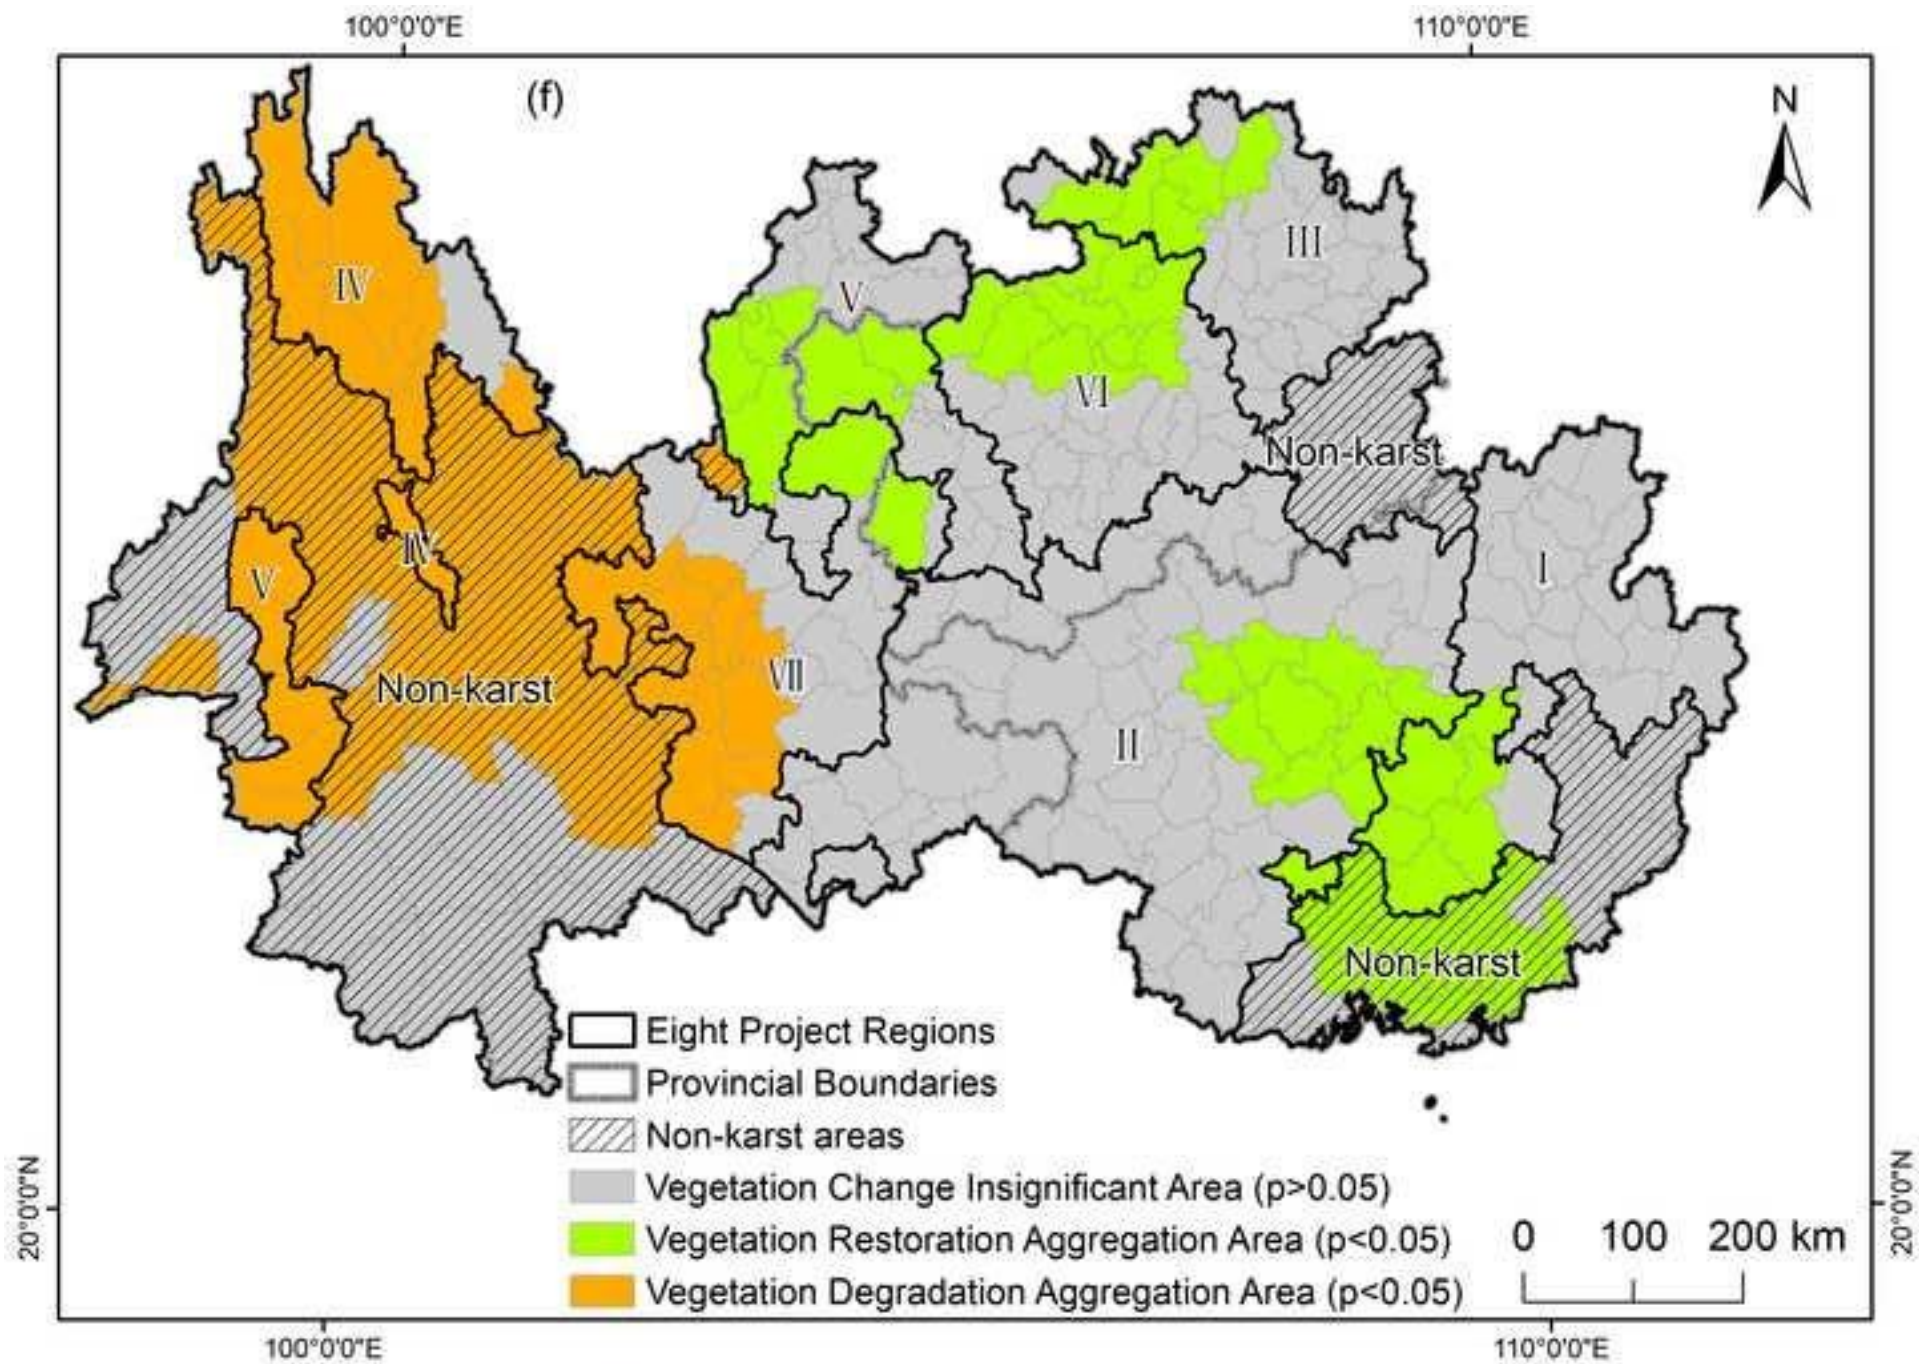 100°0'0"E
110°0'0"E
(f)
N
III
IV
V
VI
Non-karst
IV
V
I
VII
Non-karst
II
Non-karst
Eight Project Regions
Provincial Boundaries
Non-karst areas
Vegetation Change Insignificant Area (p>0.05)
Vegetation Restoration Aggregation Area (p<0.05)
Vegetation Degradation Aggregation Area (p<0.05)
0 100 200 km
20°0'0"N
20°0'0"N
100°0'0"E
110°0'0"E